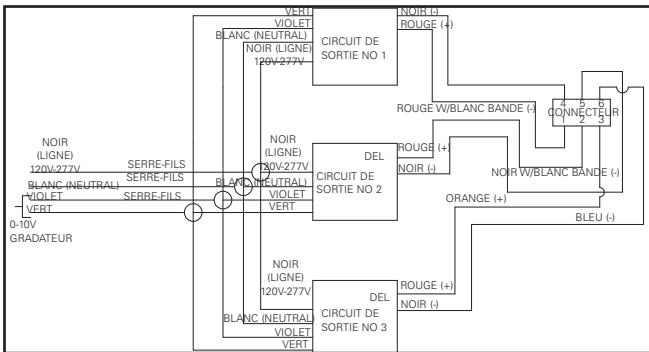 VERT
VIOLET
BLANC (NEUTRAL)
NOIR (LIGNE)
120V-277V
CIRCUIT DE
SORTIE NO 1
NOIR (-)
ROUGE (+)
ROUGE W/BLANC BANDE (-)
4 5 6
CONNECTEUR
1 2 3
NOIR
(LIGNE)
120V-277V
SERRE-FILS
BLANC (NEUTRAL)
SERRE-FILS
VIOLET
SERRE-FILS
VERT
0-10V
GRADATEUR
NOIR
(LIGNE)
120V-277V
BLANC (NEUTRAL)
VIOLET
VERT
DEL
CIRCUIT DE
SORTIE NO 2
ROUGE (+)
NOIR (-)
NOIR W/BLANC BANDE (-)
ORANGE (+)
BLEU (-)
NOIR
(LIGNE)
120V-277V
BLANC (NEUTRAL)
VIOLET
VERT
DEL
CIRCUIT DE
SORTIE NO 3
ROUGE (+)
NOIR (-)